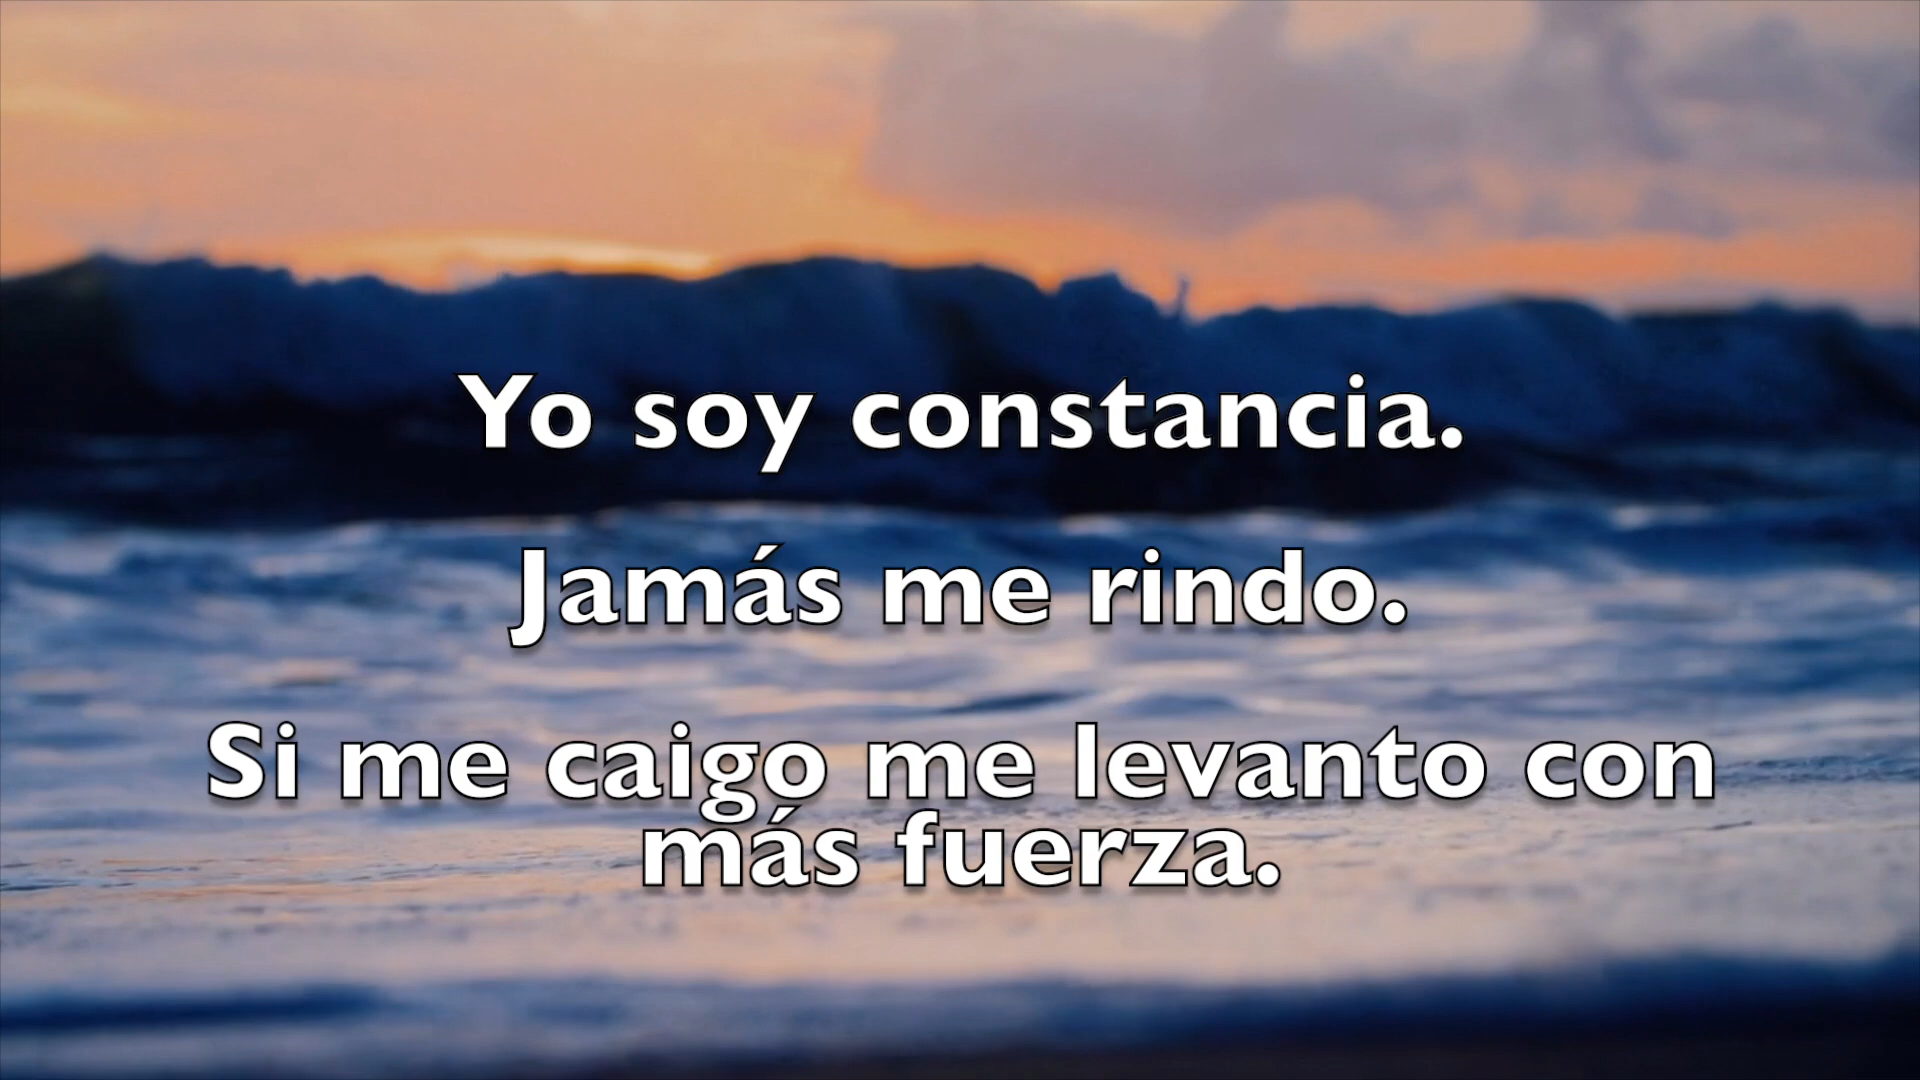 Yo soy constancia.
Jamás me rindo.
Si me caigo me levanto con
más fuerza.